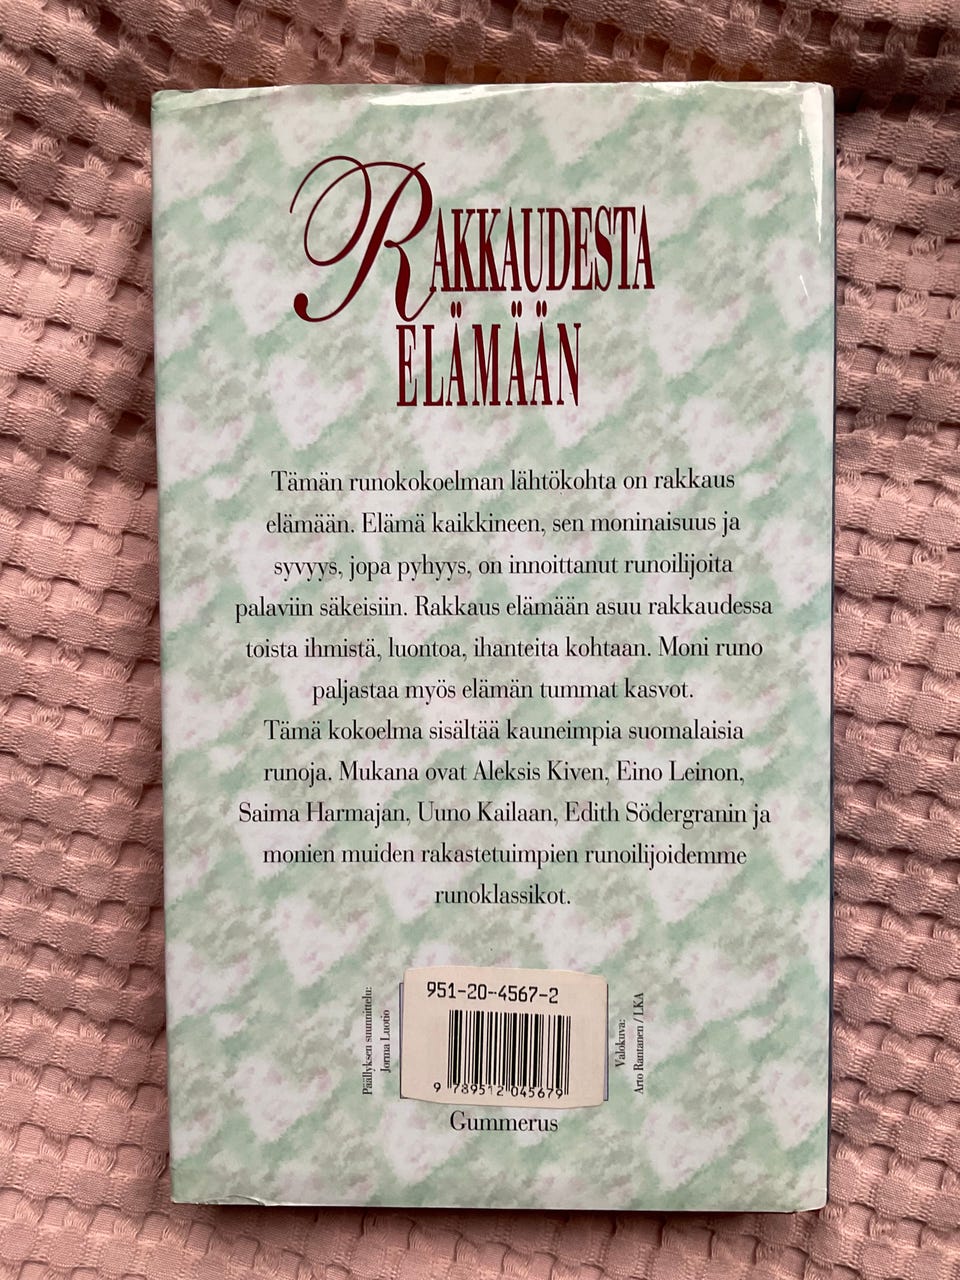 RAKKAUDESTA
ELÄMÄÄN
Tämän runokokoelman lähtökohta on rakkaus
elämään. Elämä kaikkineen, sen moninaisuus ja
syvyys, jopa pyhyys, on innoittanut runoilijoita
palaviin säkeisiin. Rakkaus elämään asuu rakkaudessa
toista ihmistä, luontoa, ihanteita kohtaan. Moni runo
paljastaa myös elämän tummat kasvot.
Tämä kokoelma sisältää kauneimpia suomalaisia
runoja. Mukana ovat Aleksis Kiven, Eino Leinon,
Saima Harmajan, Uuno Kailaan, Edith Södergranin ja
monien muiden rakastetuimpien runoilijoidemme
runoklassikot.
Päällyksen suunnittelu:
Jorma Luotio
951-20-4567-2
9 789512 045679
Valokuva:
Arto Rantanen / LKA
Gummerus